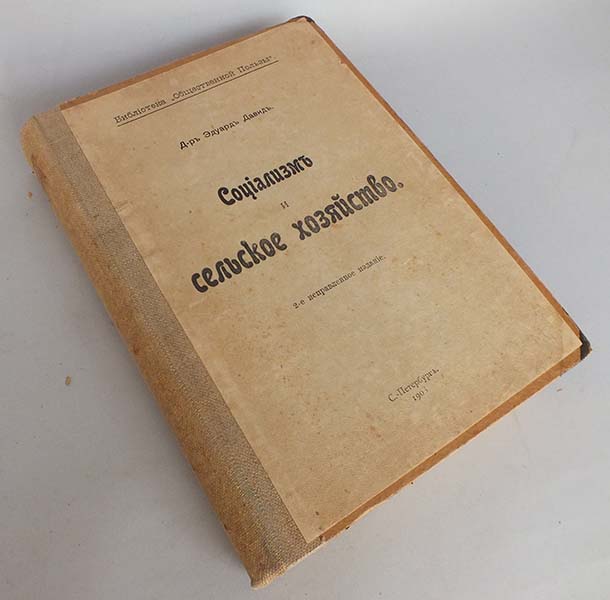 Библіотека „Общественной Пользы“.
Д-ръ Эдуардъ Давидъ.
Соціализмъ
и
сельское хозяйство.
2-е исправленное изданіе.
С.-Петербургъ.